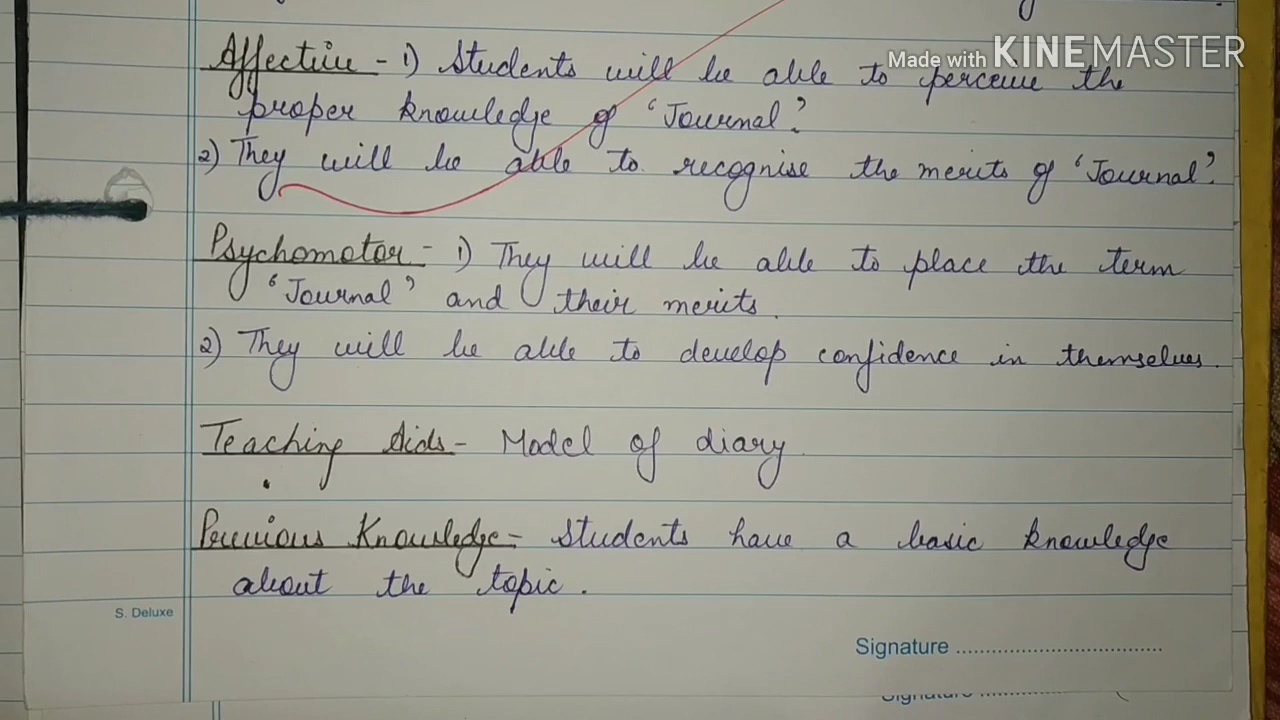 Made with KINEMASTER
Affective - 1) Students will be able to perceive the
proper knowledge of 'Journal'.
2) They will be able to recognise the merits of 'Journal'.
Psychomotor - 1) They will be able to place the term
'Journal' and their merits.
2) They will be able to develop confidence in themselves.
Teaching Aids - Model of diary
Previous Knowledge - Students have a basic knowledge
about the topic.
S. Deluxe
Signature ....................................
Signature